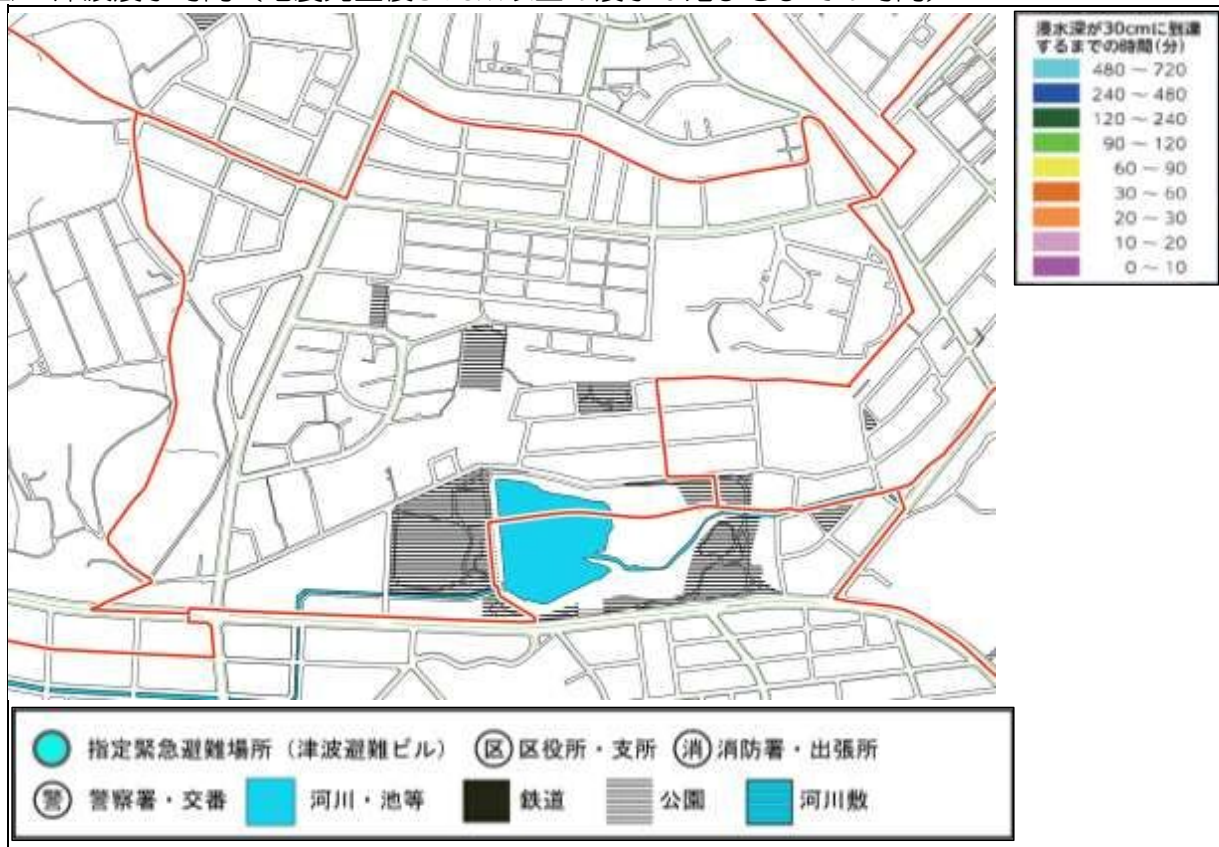 浸水深が30cmに到達
するまでの時間(分)
480 ～ 720
240 ～ 480
120 ～ 240
90 ～ 120
60 ～ 90
30 ～ 60
20 ～ 30
10 ～ 20
0 ～ 10
指定緊急避難場所（津波避難ビル） 区 区役所・支所 消 消防署・出張所
警 警察署・交番 河川・池等 鉄道 公園 河川敷